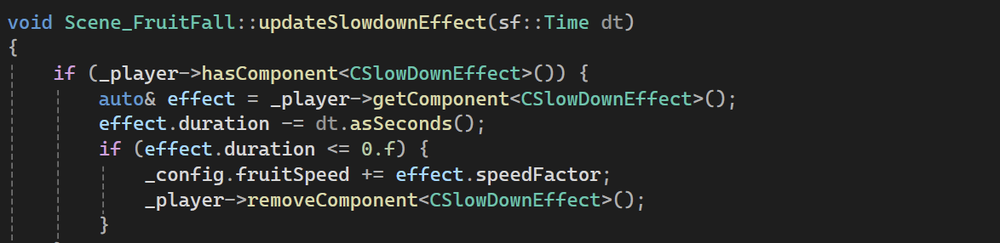 void Scene_FruitFall::updateSlowdownEffect(sf::Time dt)
{
if (_player->hasComponent<CSlowDownEffect>()) {
auto& effect = _player->getComponent<CSlowDownEffect>();
effect.duration -= dt.asSeconds();
if (effect.duration <= 0.f) {
_config.fruitSpeed += effect.speedFactor;
_player->removeComponent<CSlowDownEffect>();
}